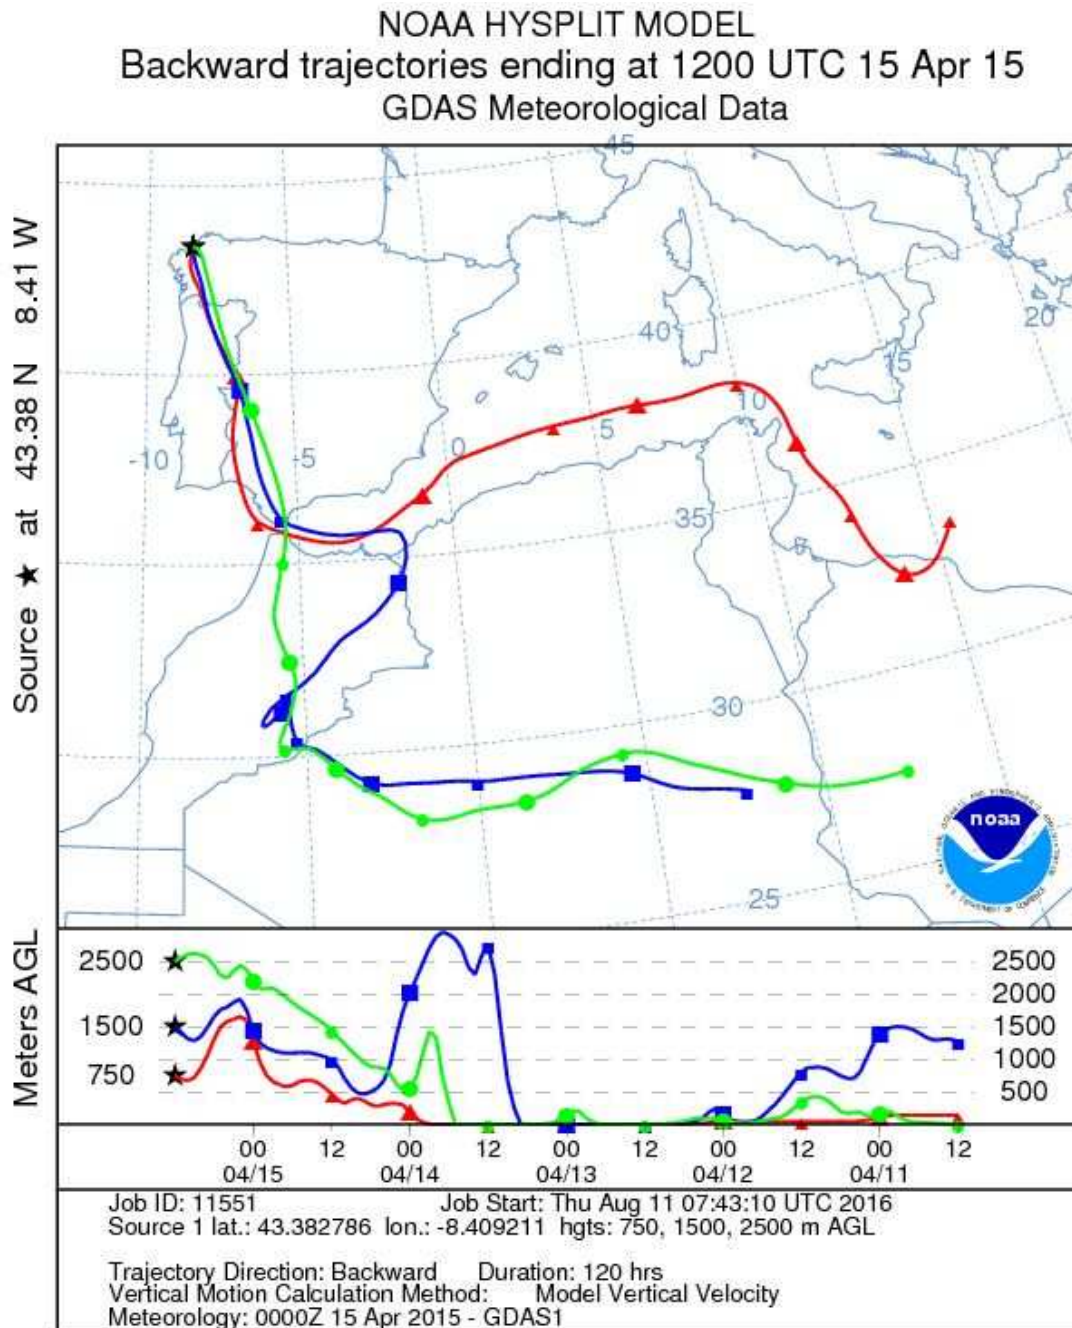 NOAA HYSPLIT MODEL
Backward trajectories ending at 1200 UTC 15 Apr 15
GDAS Meteorological Data
Source ★ at 43.38 N 8.41 W
45
40
20
15
10
5
0
-5
-10
35
30
25
noaa
Meters AGL
2500 2500
2000
1500 1500
1000
750
500
00 12 00 12 00 12 00 12 00 12
04/15 04/14 04/13 04/12 04/11
Job ID: 11551 Job Start: Thu Aug 11 07:43:10 UTC 2016
Source 1 lat.: 43.382786 lon.: -8.409211 hgts: 750, 1500, 2500 m AGL
Trajectory Direction: Backward Duration: 120 hrs
Vertical Motion Calculation Method: Model Vertical Velocity
Meteorology: 0000Z 15 Apr 2015 - GDAS1